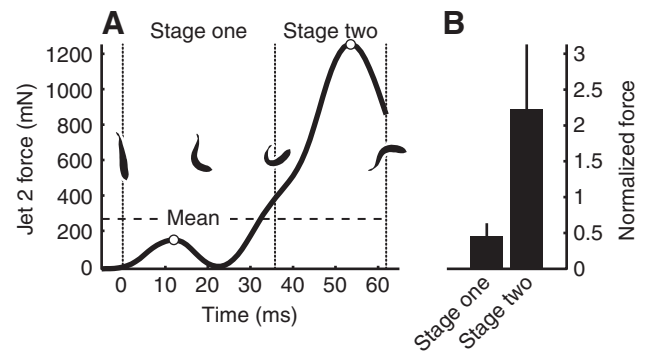 A
B
Stage one
Stage two
Jet 2 force (mN)
1200
1000
800
600
400
200
0
Mean
0
10
20
30
40
50
60
Time (ms)
3
2.5
2
1.5
1
0.5
0
Normalized force
Stage one
Stage two